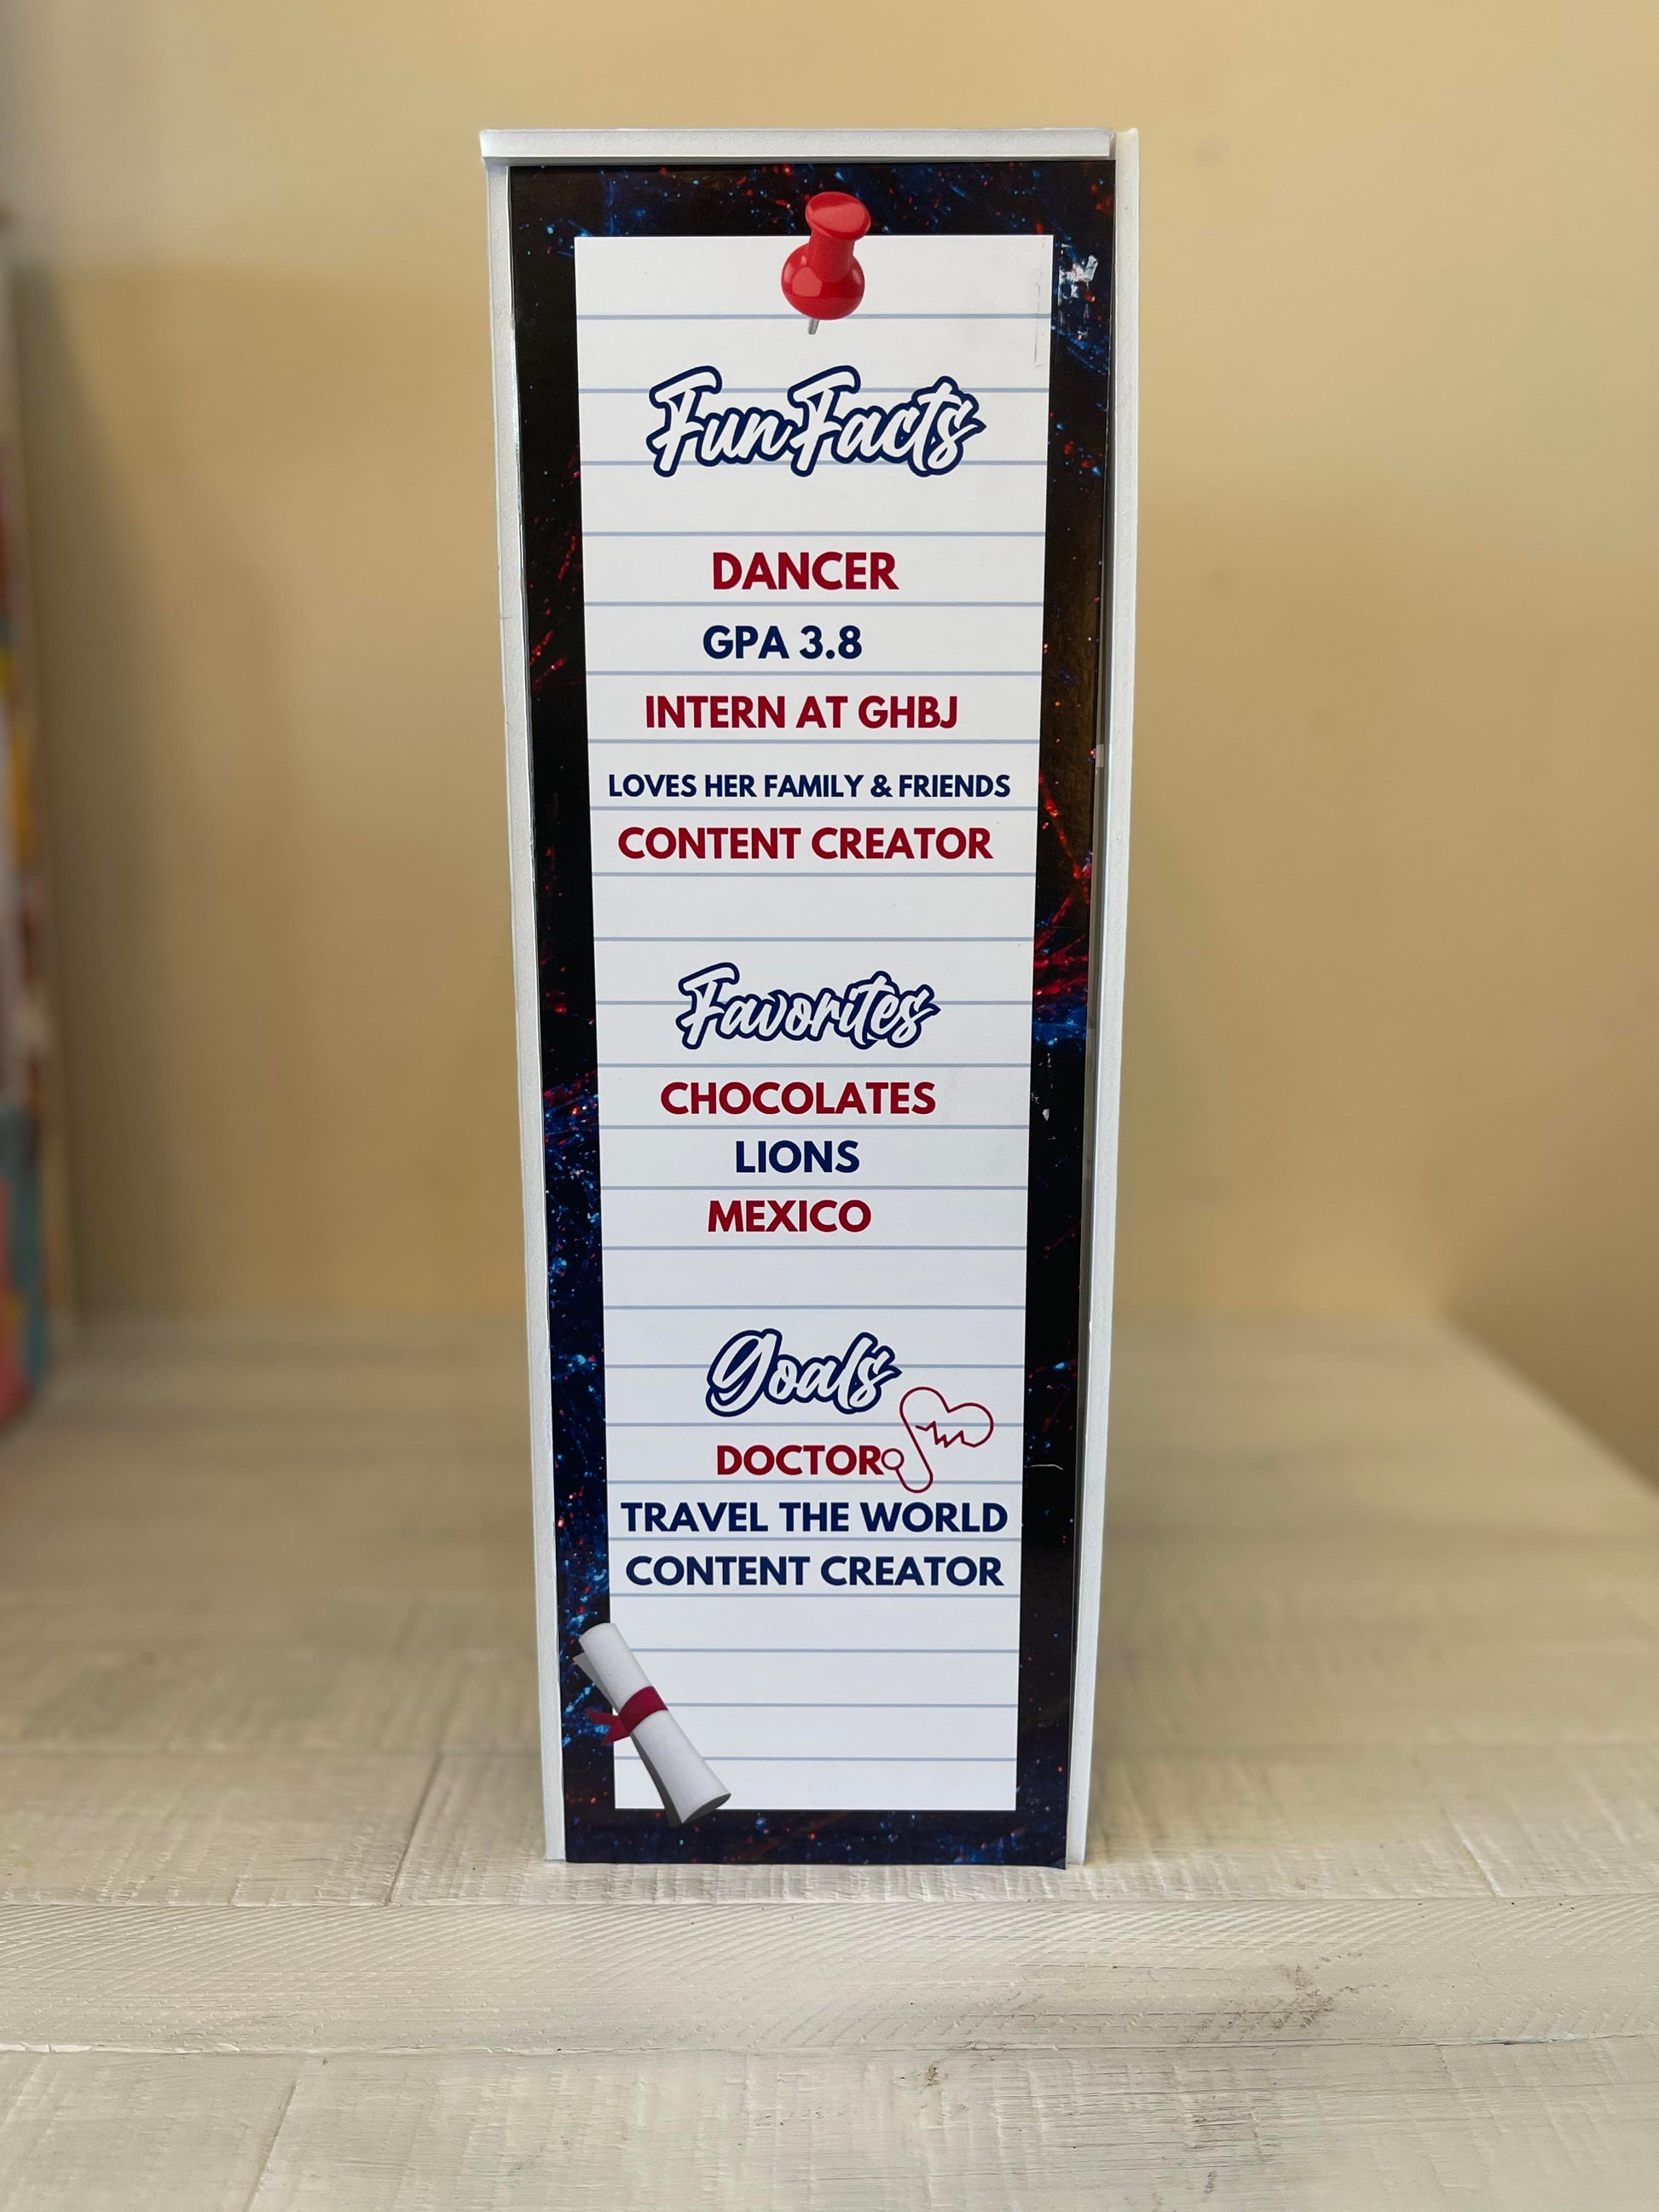 Fun Facts
DANCER
GPA 3.8
INTERN AT GHBJ
LOVES HER FAMILY & FRIENDS
CONTENT CREATOR
Favorites
CHOCOLATES
LIONS
MEXICO
Goals
DOCTOR
TRAVEL THE WORLD
CONTENT CREATOR